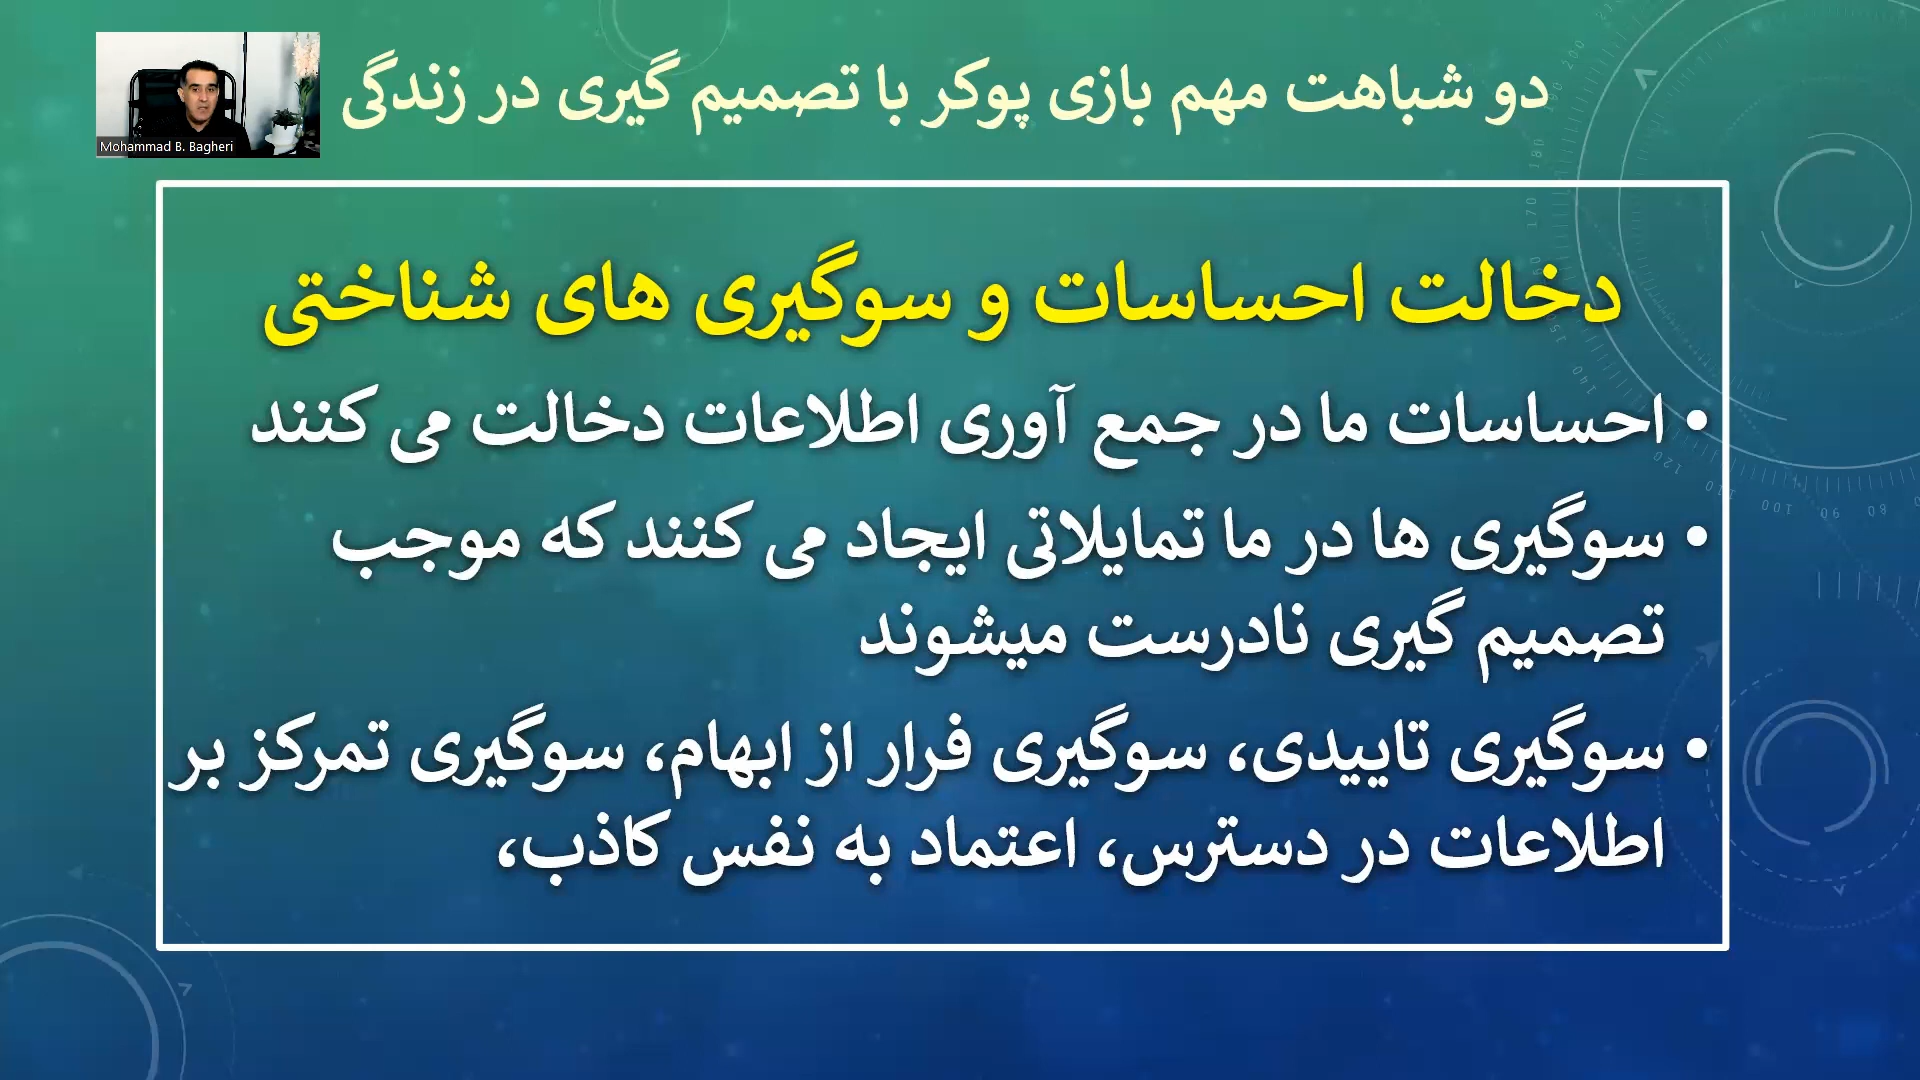 دو شباهت مهم بازی پوکر با تصمیم گیری در زندگی
Mohammad B. Bagheri
دخالت احساسات و سوگیری های شناختی
• احساسات ما در جمع آوری اطلاعات دخالت می کنند
• سوگیری ها در ما تمایلاتی ایجاد می کنند که موجب
تصمیم گیری نادرست میشوند
• سوگیری تاییدی، سوگیری فرار از ابهام، سوگیری تمرکز بر
اطلاعات در دسترس، اعتماد به نفس کاذب،